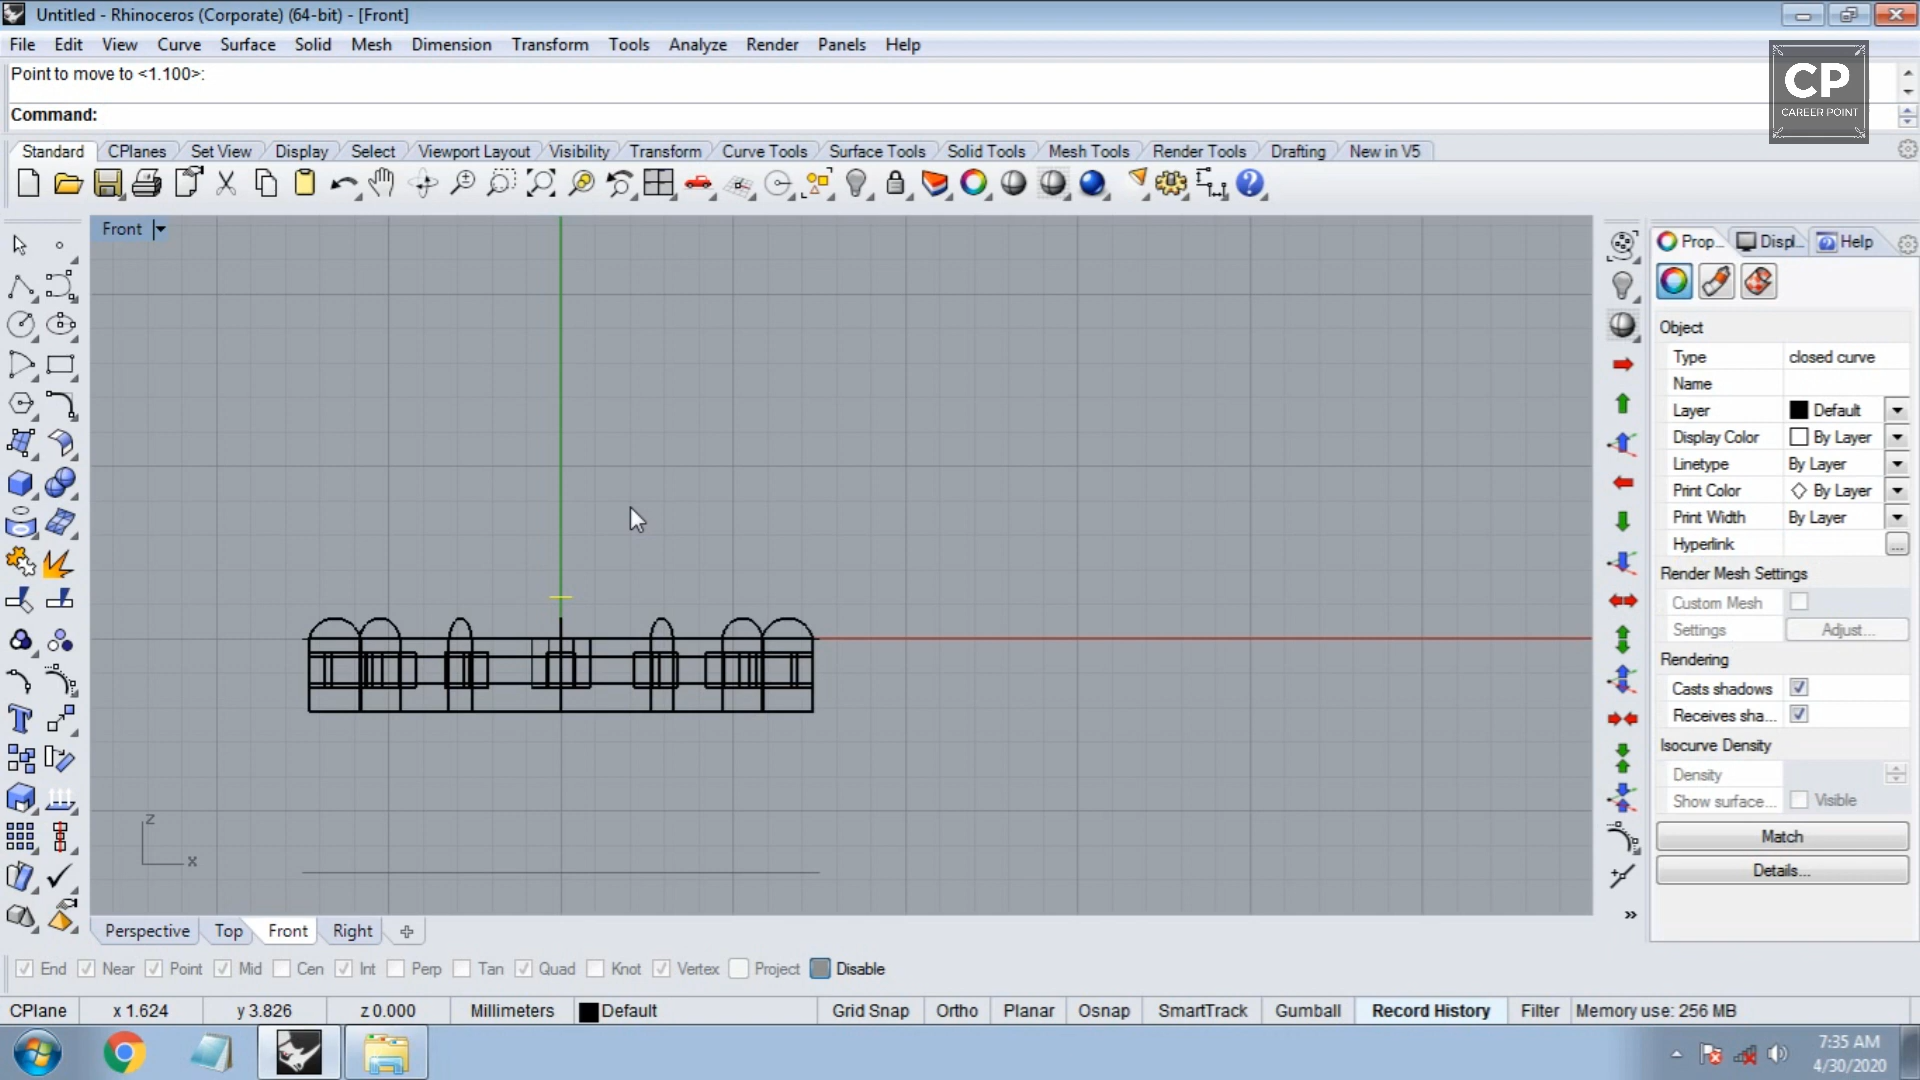 Untitled - Rhinoceros (Corporate) (64-bit) - [Front]
File Edit View Curve Surface Solid Mesh Dimension Transform Tools Analyze Render Panels Help
Point to move to <1.100>:
Command:
CP
CAREER POINT
Standard CPlanes Set View Display Select Viewport Layout Visibility Transform Curve Tools Surface Tools Solid Tools Mesh Tools Render Tools Drafting New in V5
Front
Prop... Displ... Help
Object
Type closed curve
Name
Layer Default
Display Color By Layer
Linetype By Layer
Print Color By Layer
Print Width By Layer
Hyperlink ...
Render Mesh Settings
Custom Mesh
Settings Adjust...
Rendering
Casts shadows
Receives sha...
Isocurve Density
Density
Show surface... Visible
Match
Details...
z
x
Perspective Top Front Right
End Near Point Mid Cen Int Perp Tan Quad Knot Vertex Project Disable
CPlane x 1.624 y 3.826 z 0.000 Millimeters Default Grid Snap Ortho Planar Osnap SmartTrack Gumball Record History Filter Memory use: 256 MB
7:35 AM
4/30/2020